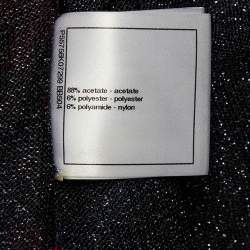 88% acetate - acetate
6% polyester - polyester
6% polyamide - nylon